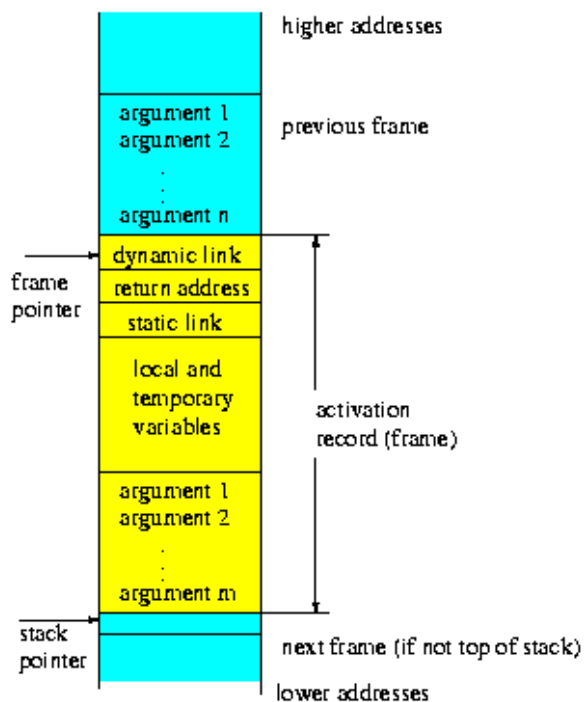 higher addresses
argument 1
argument 2
.
.
.
argument n
previous frame
dynamic link
frame
pointer
return address
static link
local and
temporary
variables
activation
record (frame)
argument 1
argument 2
.
.
.
argument m
stack
pointer
next frame (if not top of stack)
lower addresses